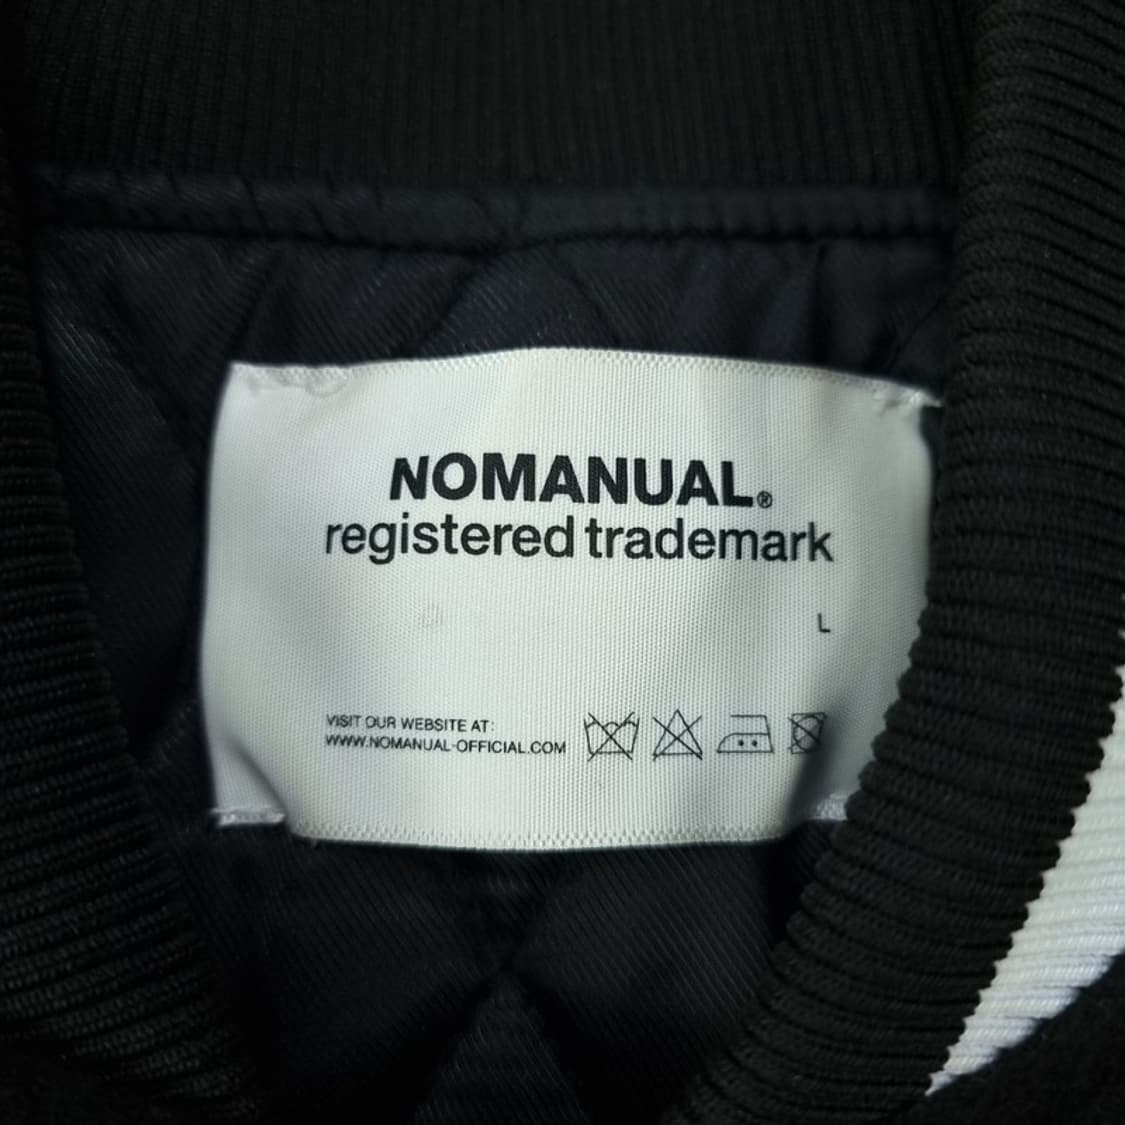 NOMANUAL.®
registered trademark
L
VISIT OUR WEBSITE AT:
WWW.NOMANUAL-OFFICIAL.COM